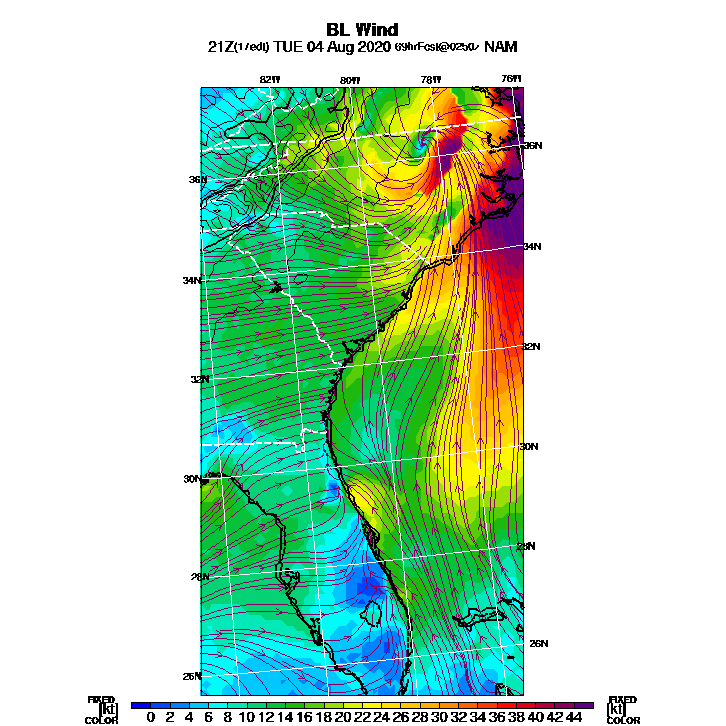 BL Wind
21Z(17edt) TUE 04 Aug 2020 69hrFcst@0250z NAM
82W 80W 78W 76W
36N
36N
34N
34N
32N
32N
30N
30N
28N
28N
26N
26N
FIXED FIXED
[kt] 0 2 4 6 8 10 12 14 16 18 20 22 24 26 28 30 32 34 36 38 40 42 44 [kt]
COLOR COLOR